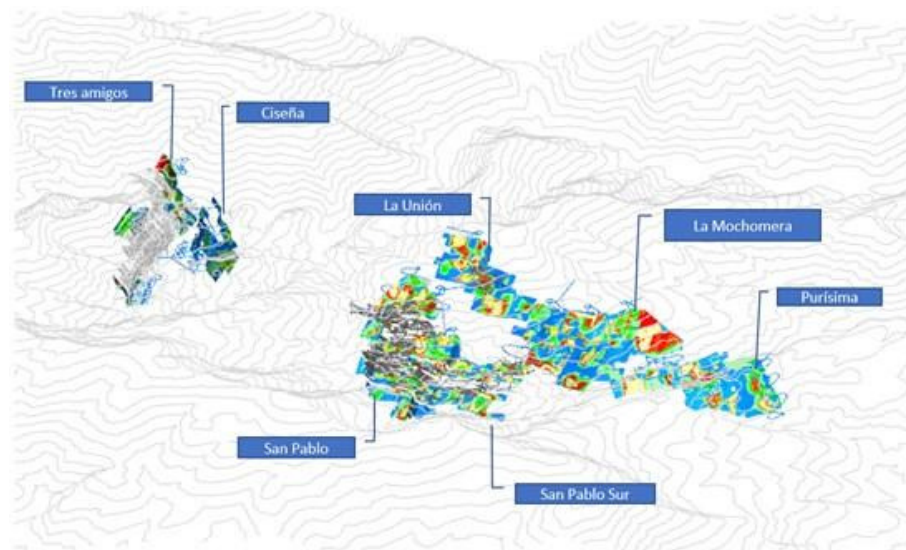 Tres amigos
Ciseña
La Unión
La Mochomera
Purísima
San Pablo
San Pablo Sur